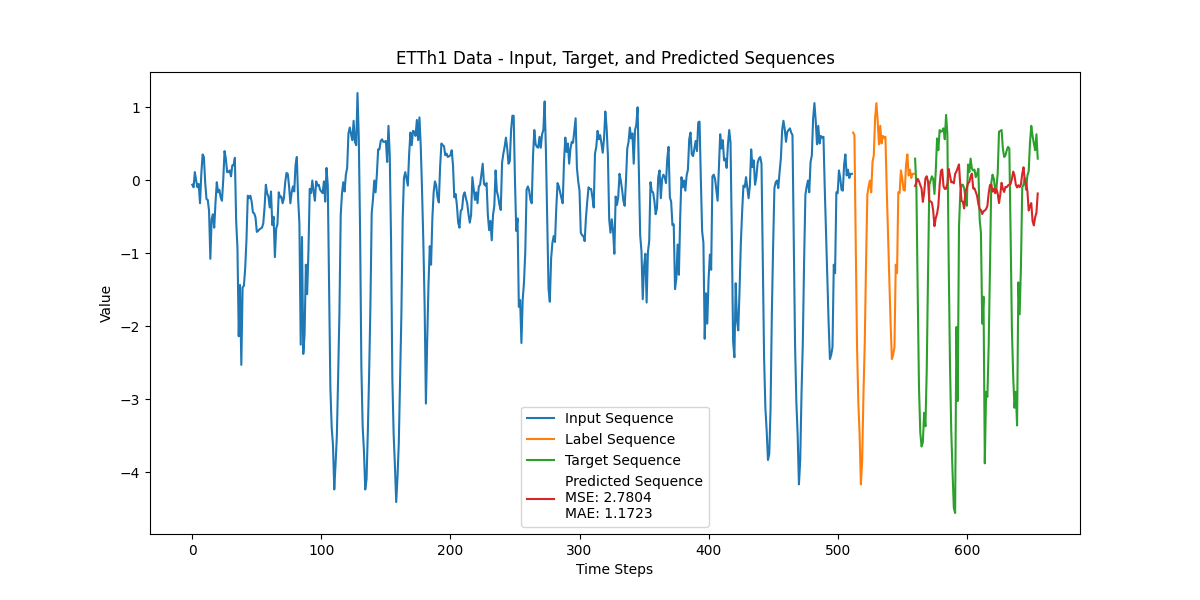 ETTh1 Data - Input, Target, and Predicted Sequences
Value
1
0
−1
−2
−3
−4
Input Sequence
Label Sequence
Target Sequence
Predicted Sequence
MSE: 2.7804
MAE: 1.1723
0 100 200 300 400 500 600
Time Steps